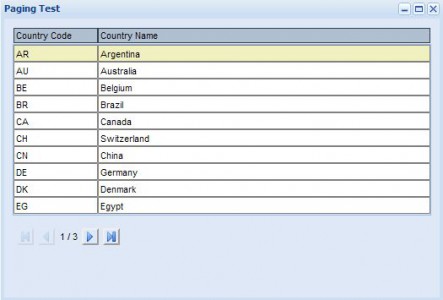 Paging Test
Country Code Country Name
AR Argentina
AU Australia
BE Belgium
BR Brazil
CA Canada
CH Switzerland
CN China
DE Germany
DK Denmark
EG Egypt
1 / 3